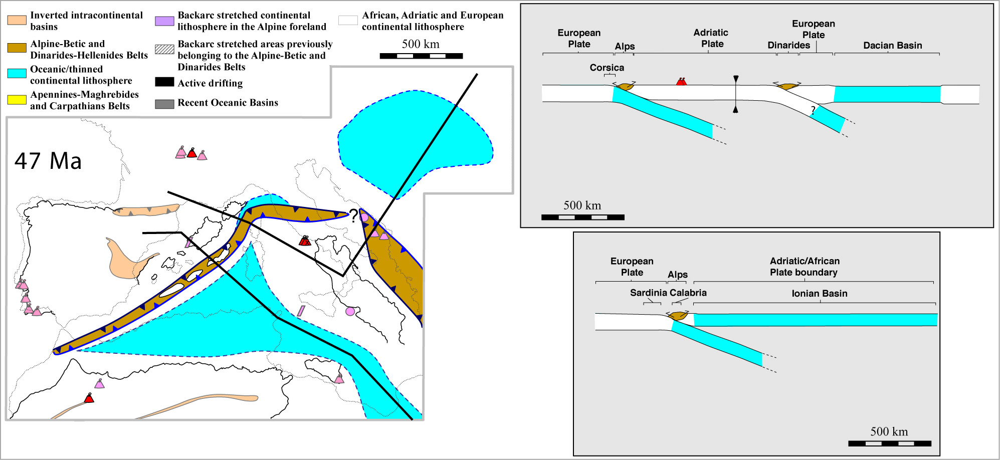 Inverted intracontinental
basins
Alpine-Betic and
Dinarides-Hellenides Belts
Oceanic/thinned
continental lithosphere
Apennines-Maghrebides
and Carpathians Belts
Backarc stretched continental
lithosphere in the Alpine foreland
Backarc stretched areas previously
belonging to the Alpine-Betic and
Dinarides Belts
Active drifting
Recent Oceanic Basins
African, Adriatic and European
continental lithosphere
500 km
47 Ma
?
European
Plate
Alps
Adriatic
Plate
Dinarides
European
Plate
Dacian Basin
Corsica
?
500 km
European
Plate
Alps
Adriatic/African
Plate boundary
Sardinia Calabria
Ionian Basin
500 km